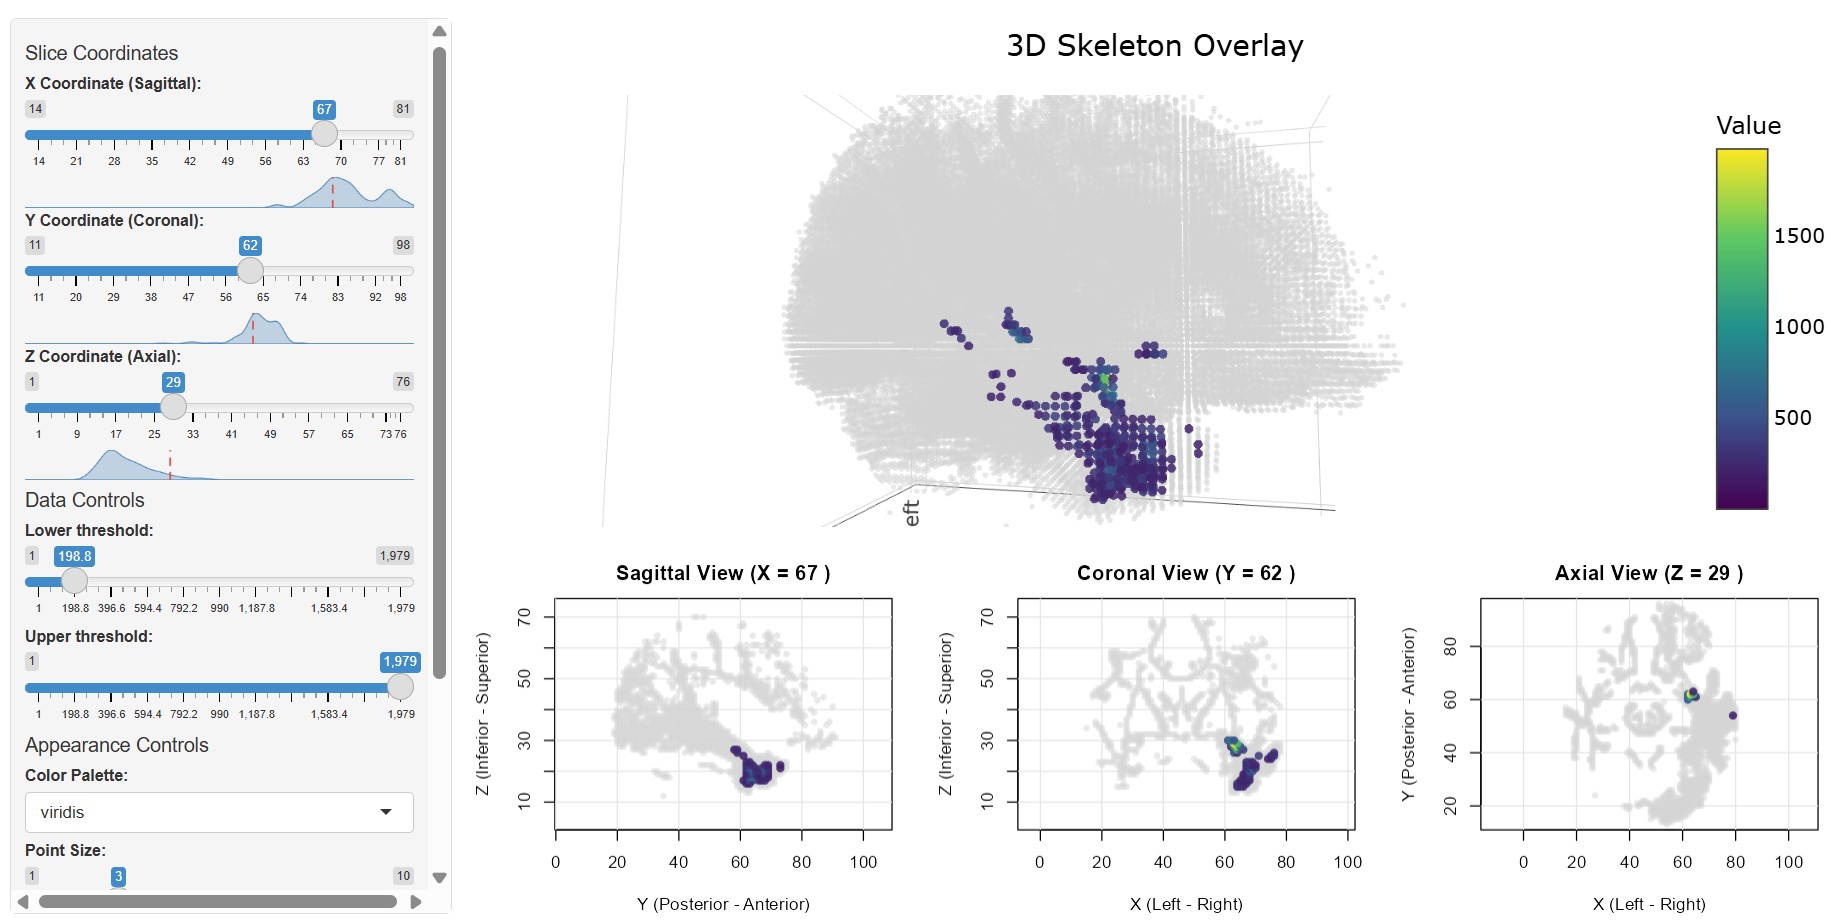 Slice Coordinates
X Coordinate (Sagittal):
14 67 81
14 21 28 35 42 49 56 63 70 77 81
Y Coordinate (Coronal):
11 62 98
11 20 29 38 47 56 65 74 83 92 98
Z Coordinate (Axial):
1 29 76
1 9 17 25 33 41 49 57 65 73 76
Data Controls
Lower threshold:
1 198.8 1,979
1 198.8 396.6 594.4 792.2 990 1,187.8 1,583.4 1,979
Upper threshold:
1 1,979
1 198.8 396.6 594.4 792.2 990 1,187.8 1,583.4 1,979
Appearance Controls
Color Palette:
viridis
Point Size:
1 3 10
3D Skeleton Overlay
eft
Value
1500
1000
500
Sagittal View (X = 67 )
Z (Inferior - Superior)
70
50
30
10
0 20 40 60 80 100
Y (Posterior - Anterior)
Coronal View (Y = 62 )
Z (Inferior - Superior)
70
50
30
10
0 20 40 60 80 100
X (Left - Right)
Axial View (Z = 29 )
Y (Posterior - Anterior)
80
60
40
20
0 20 40 60 80 100
X (Left - Right)